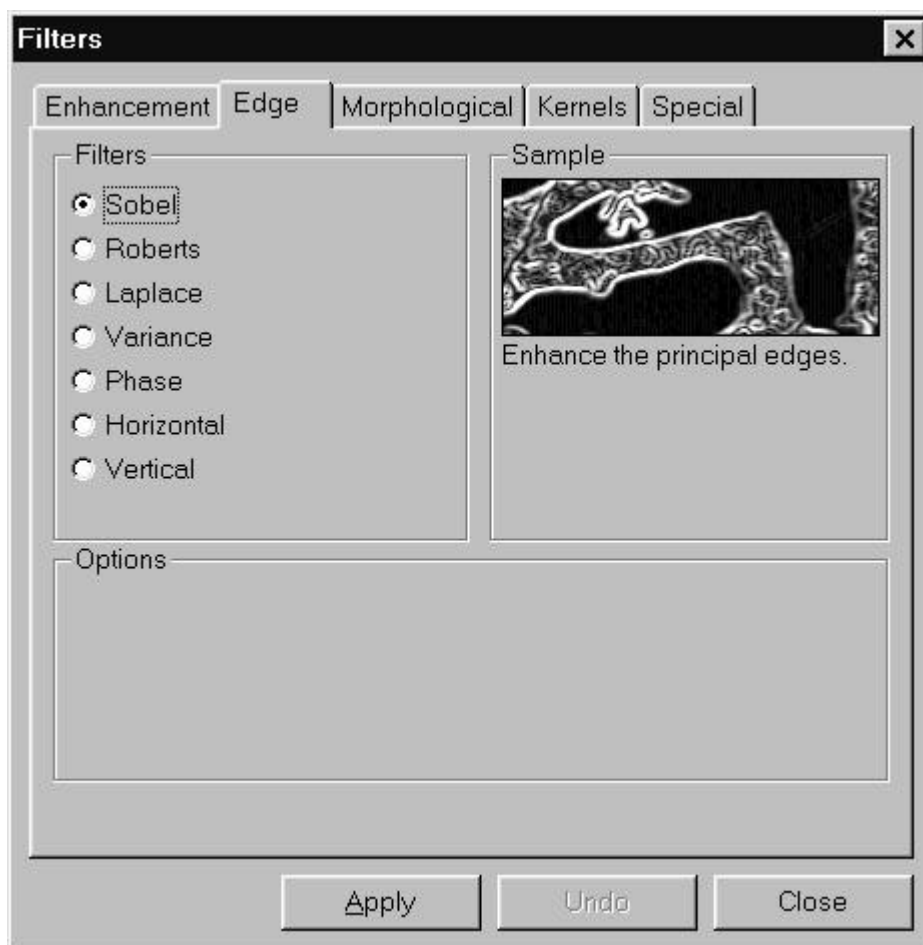 Filters
Enhancement Edge Morphological Kernels Special
Filters
Sobel
Roberts
Laplace
Variance
Phase
Horizontal
Vertical
Sample
Enhance the principal edges.
Options
Apply Undo Close